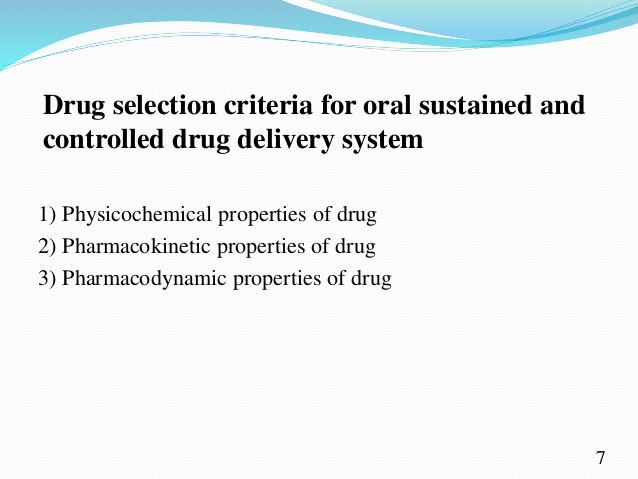 Drug selection criteria for oral sustained and
controlled drug delivery system
1) Physicochemical properties of drug
2) Pharmacokinetic properties of drug
3) Pharmacodynamic properties of drug
7